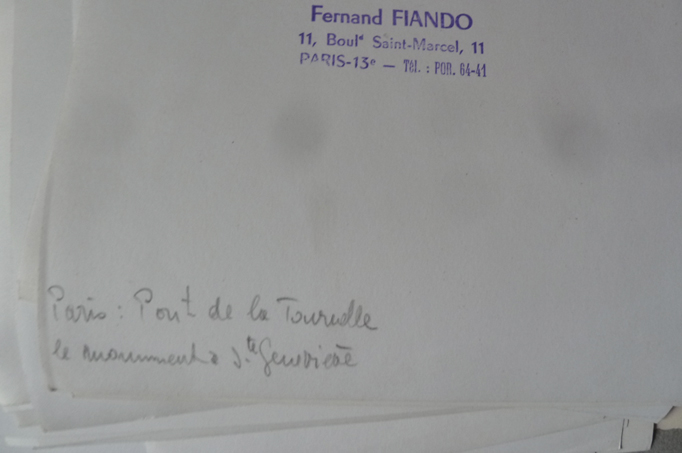 Fernand FIANDO
11, Boulᵈ Saint-Marcel, 11
PARIS-13ᵉ — Tél. : POR. 64-41
Paris : Pont de la Tournelle
le monument à Sᵗᵉ Geneviève